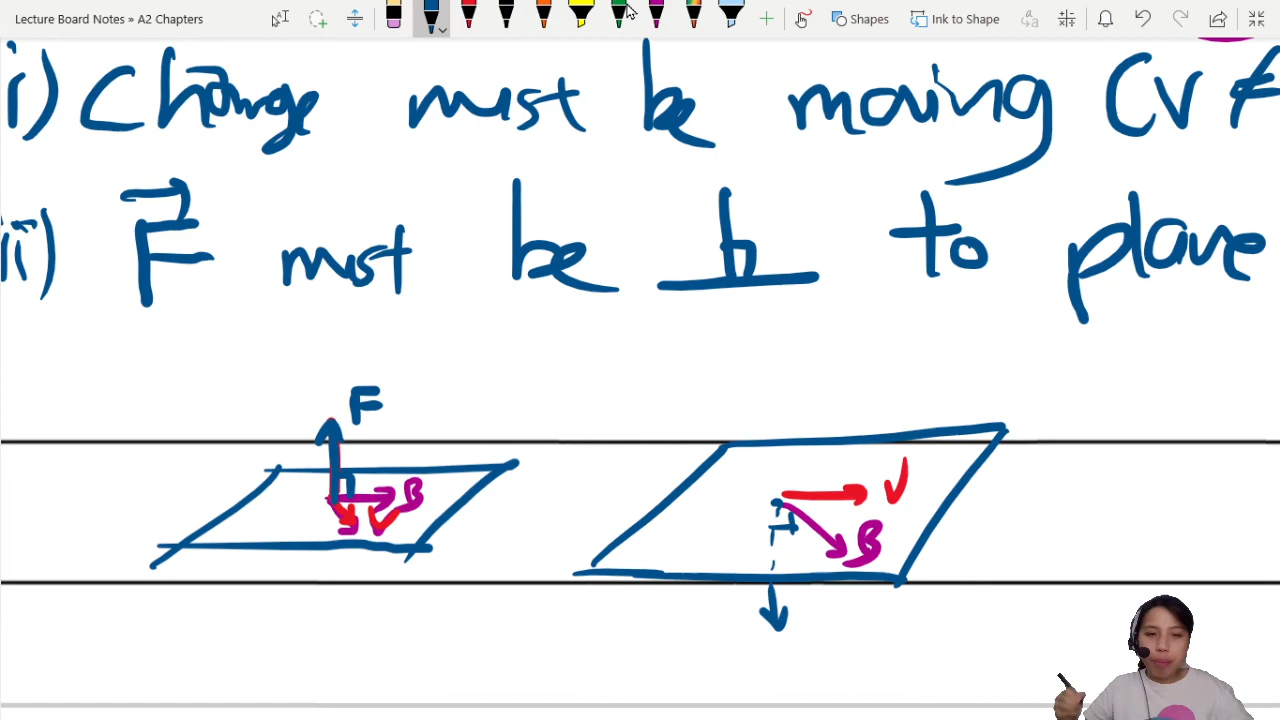 Lecture Board Notes » A2 Chapters
Shapes
Ink to Shape
i) Charge must be moving (v ≠
ii) F must be ⊥ to plane
F
B
V
V
B